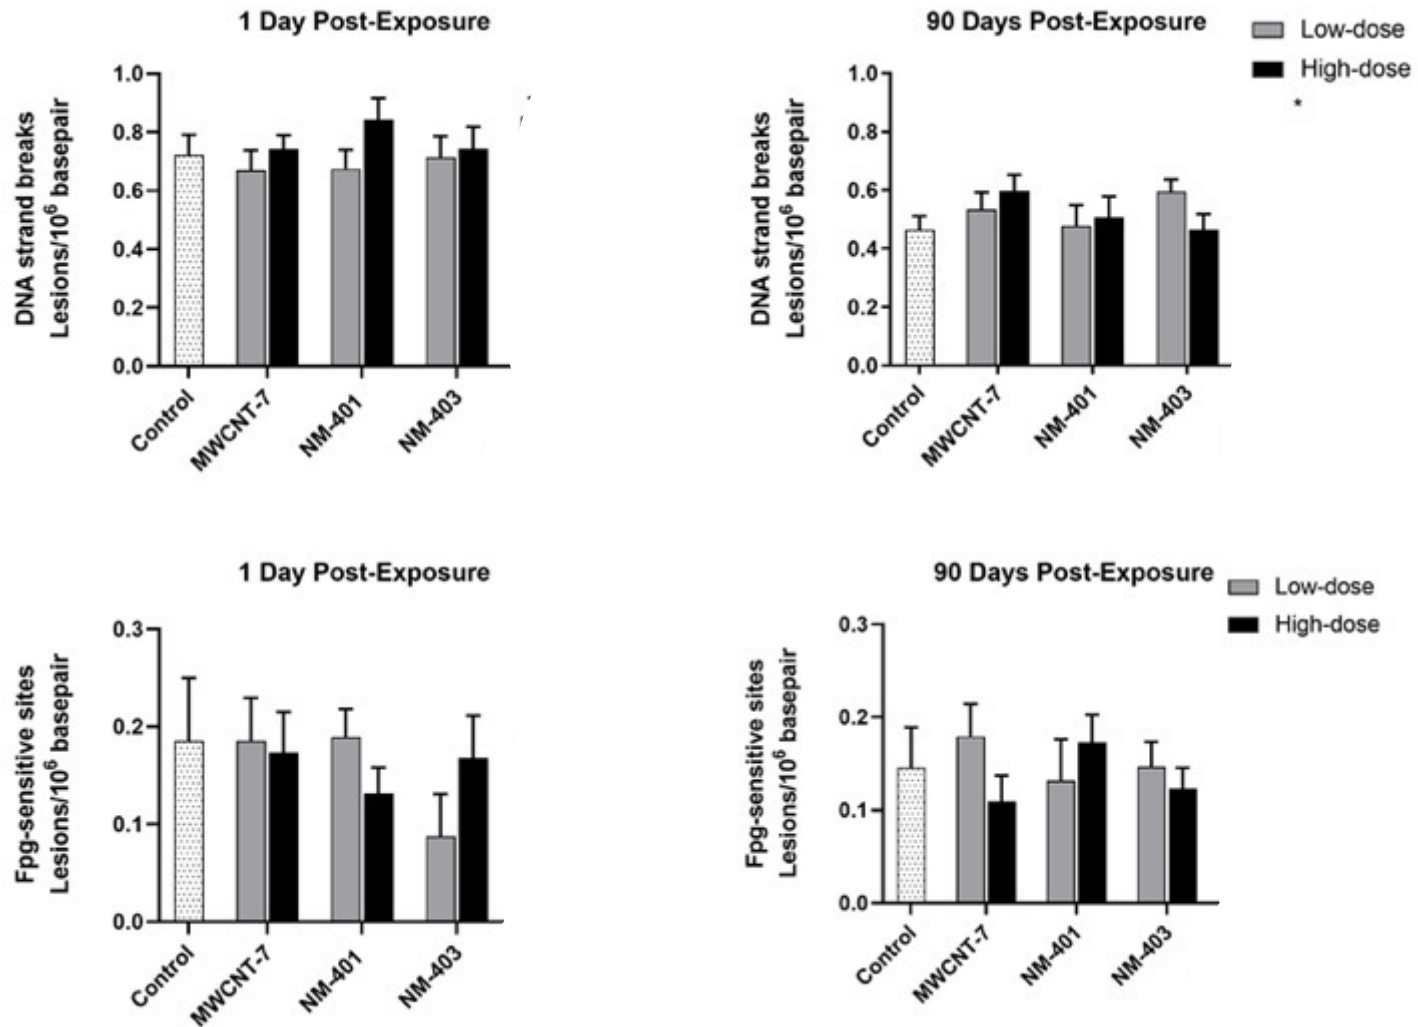 1 Day Post-Exposure
DNA strand breaks
Lesions/10⁶ basepair
1.0
0.8
0.6
0.4
0.2
0.0
Control
MWCNT-7
NM-401
NM-403
90 Days Post-Exposure
Low-dose
High-dose
*
DNA strand breaks
Lesions/10⁶ basepair
1.0
0.8
0.6
0.4
0.2
0.0
Control
MWCNT-7
NM-401
NM-403
1 Day Post-Exposure
Fpg-sensitive sites
Lesions/10⁶ basepair
0.3
0.2
0.1
0.0
Control
MWCNT-7
NM-401
NM-403
90 Days Post-Exposure
Low-dose
High-dose
Fpg-sensitive sites
Lesions/10⁶ basepair
0.3
0.2
0.1
0.0
Control
MWCNT-7
NM-401
NM-403